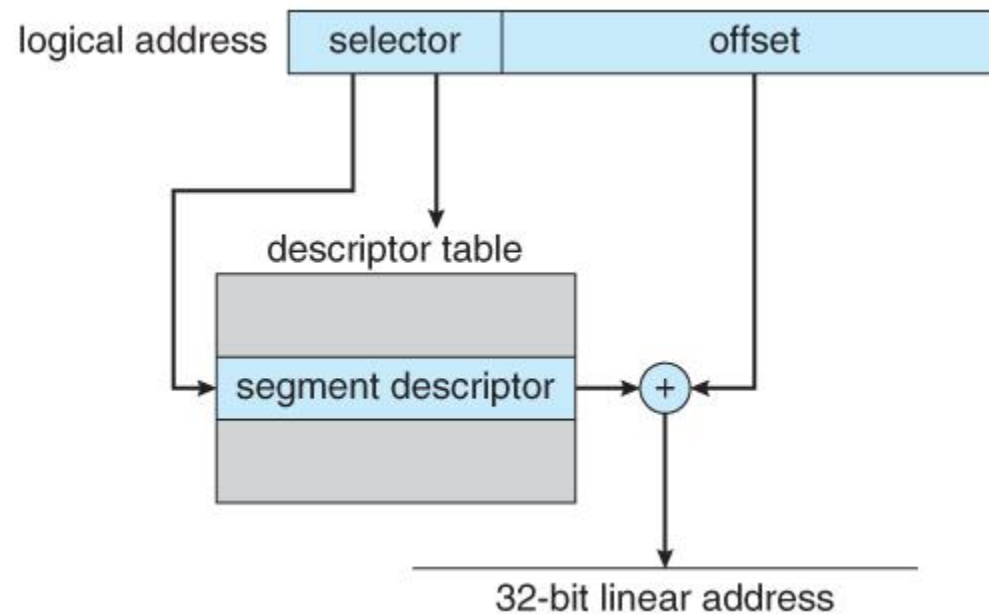 logical address selector offset
descriptor table
segment descriptor +
32-bit linear address